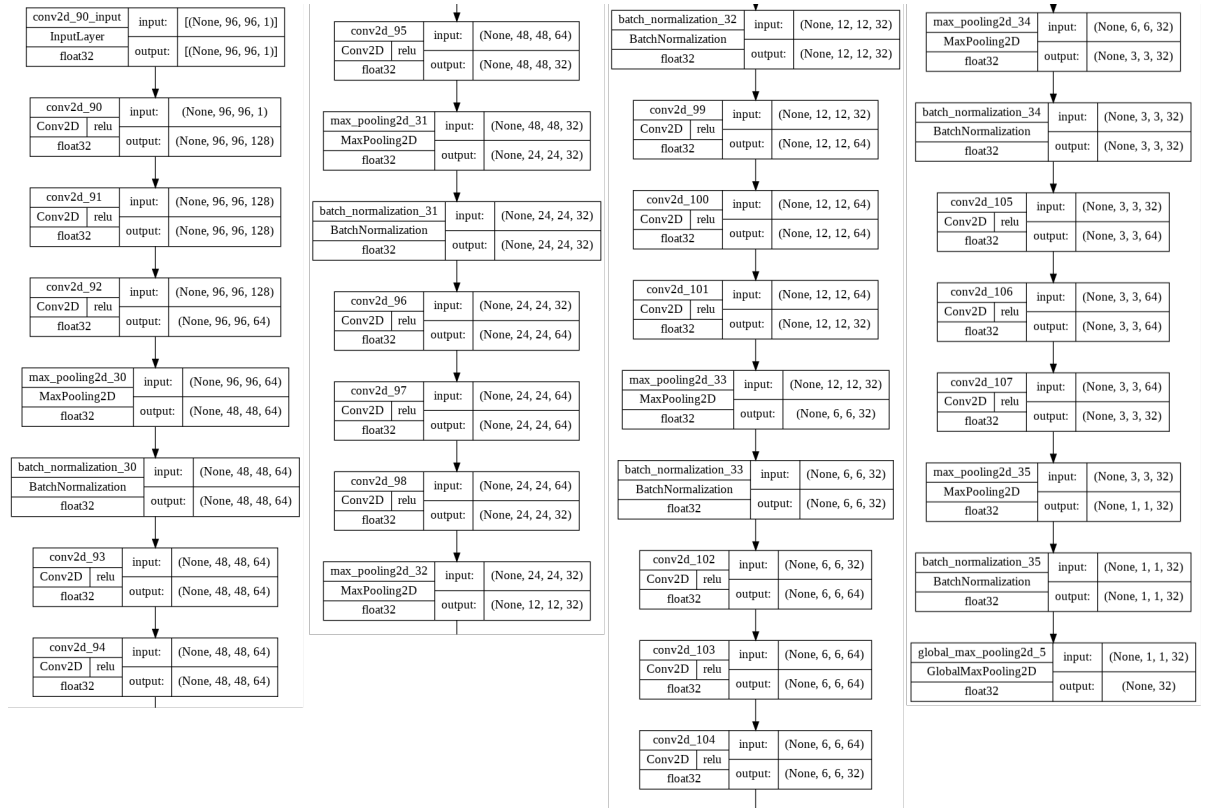 conv2d_90_input
InputLayer
float32
input:
[(None, 96, 96, 1)]
output:
[(None, 96, 96, 1)]
conv2d_90
Conv2D
relu
float32
input:
(None, 96, 96, 1)
output:
(None, 96, 96, 128)
conv2d_91
Conv2D
relu
float32
input:
(None, 96, 96, 128)
output:
(None, 96, 96, 128)
conv2d_92
Conv2D
relu
float32
input:
(None, 96, 96, 128)
output:
(None, 96, 96, 64)
max_pooling2d_30
MaxPooling2D
float32
input:
(None, 96, 96, 64)
output:
(None, 48, 48, 64)
batch_normalization_30
BatchNormalization
float32
input:
(None, 48, 48, 64)
output:
(None, 48, 48, 64)
conv2d_93
Conv2D
relu
float32
input:
(None, 48, 48, 64)
output:
(None, 48, 48, 64)
conv2d_94
Conv2D
relu
float32
input:
(None, 48, 48, 64)
output:
(None, 48, 48, 64)
conv2d_95
Conv2D
relu
float32
input:
(None, 48, 48, 64)
output:
(None, 48, 48, 32)
max_pooling2d_31
MaxPooling2D
float32
input:
(None, 48, 48, 32)
output:
(None, 24, 24, 32)
batch_normalization_31
BatchNormalization
float32
input:
(None, 24, 24, 32)
output:
(None, 24, 24, 32)
conv2d_96
Conv2D
relu
float32
input:
(None, 24, 24, 32)
output:
(None, 24, 24, 64)
conv2d_97
Conv2D
relu
float32
input:
(None, 24, 24, 64)
output:
(None, 24, 24, 64)
conv2d_98
Conv2D
relu
float32
input:
(None, 24, 24, 64)
output:
(None, 24, 24, 32)
max_pooling2d_32
MaxPooling2D
float32
input:
(None, 24, 24, 32)
output:
(None, 12, 12, 32)
batch_normalization_32
BatchNormalization
float32
input:
(None, 12, 12, 32)
output:
(None, 12, 12, 32)
conv2d_99
Conv2D
relu
float32
input:
(None, 12, 12, 32)
output:
(None, 12, 12, 64)
conv2d_100
Conv2D
relu
float32
input:
(None, 12, 12, 64)
output:
(None, 12, 12, 64)
conv2d_101
Conv2D
relu
float32
input:
(None, 12, 12, 64)
output:
(None, 12, 12, 32)
max_pooling2d_33
MaxPooling2D
float32
input:
(None, 12, 12, 32)
output:
(None, 6, 6, 32)
batch_normalization_33
BatchNormalization
float32
input:
(None, 6, 6, 32)
output:
(None, 6, 6, 32)
conv2d_102
Conv2D
relu
float32
input:
(None, 6, 6, 32)
output:
(None, 6, 6, 64)
conv2d_103
Conv2D
relu
float32
input:
(None, 6, 6, 64)
output:
(None, 6, 6, 64)
conv2d_104
Conv2D
relu
float32
input:
(None, 6, 6, 64)
output:
(None, 6, 6, 32)
max_pooling2d_34
MaxPooling2D
float32
input:
(None, 6, 6, 32)
output:
(None, 3, 3, 32)
batch_normalization_34
BatchNormalization
float32
input:
(None, 3, 3, 32)
output:
(None, 3, 3, 32)
conv2d_105
Conv2D
relu
float32
input:
(None, 3, 3, 32)
output:
(None, 3, 3, 64)
conv2d_106
Conv2D
relu
float32
input:
(None, 3, 3, 64)
output:
(None, 3, 3, 64)
conv2d_107
Conv2D
relu
float32
input:
(None, 3, 3, 64)
output:
(None, 3, 3, 32)
max_pooling2d_35
MaxPooling2D
float32
input:
(None, 3, 3, 32)
output:
(None, 1, 1, 32)
batch_normalization_35
BatchNormalization
float32
input:
(None, 1, 1, 32)
output:
(None, 1, 1, 32)
global_max_pooling2d_5
GlobalMaxPooling2D
float32
input:
(None, 1, 1, 32)
output:
(None, 32)